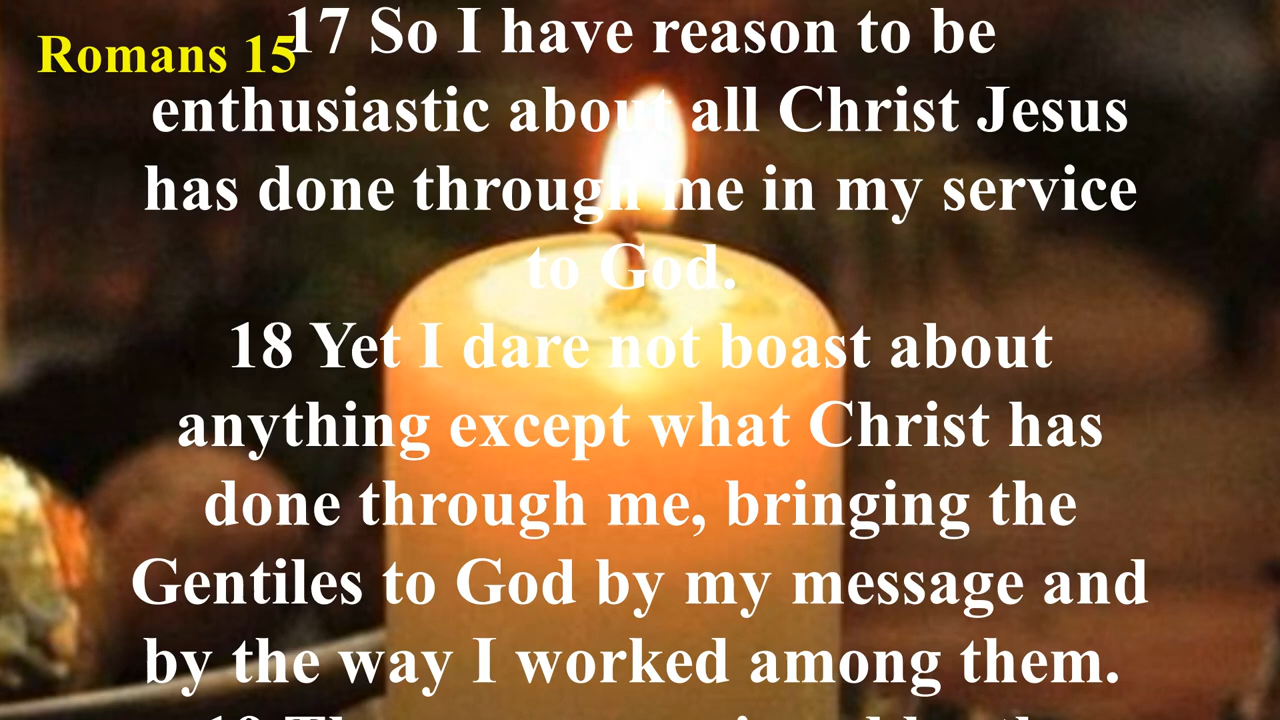 Romans 15
17 So I have reason to be
enthusiastic about all Christ Jesus
has done through me in my service
to God.
18 Yet I dare not boast about
anything except what Christ has
done through me, bringing the
Gentiles to God by my message and
by the way I worked among them.